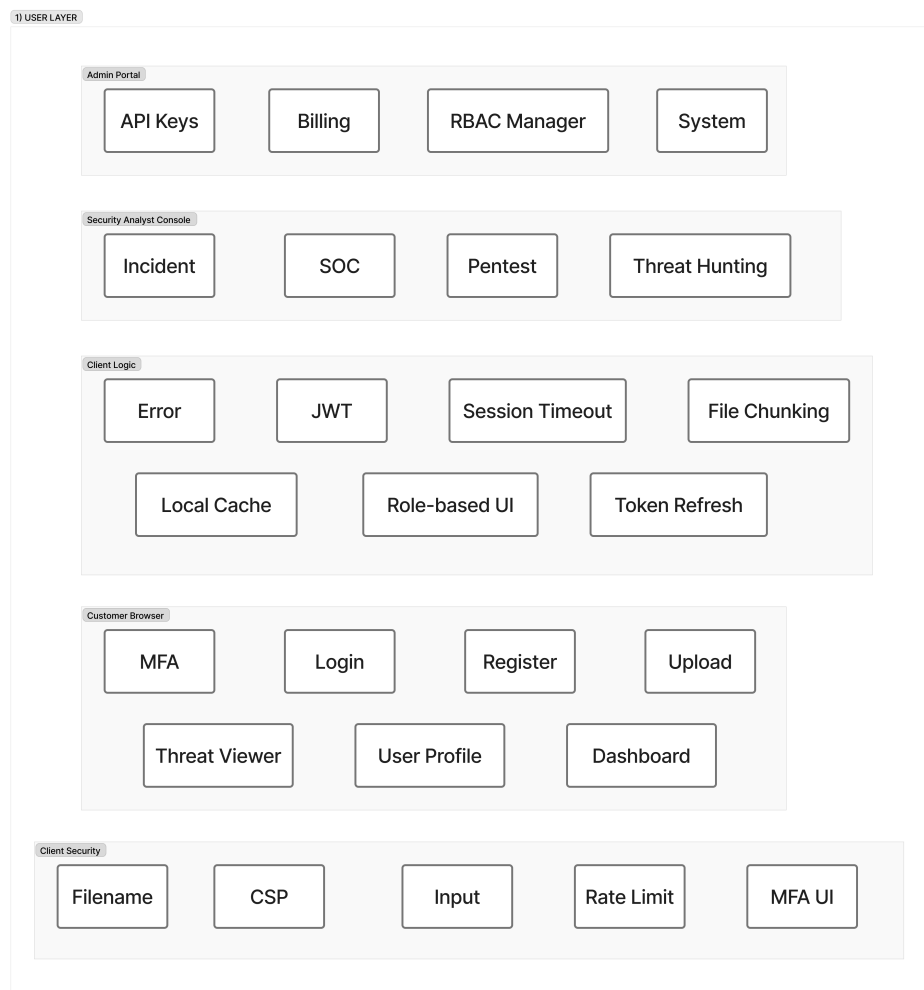 1) USER LAYER
Admin Portal
API Keys
Billing
RBAC Manager
System
Security Analyst Console
Incident
SOC
Pentest
Threat Hunting
Client Logic
Error
JWT
Session Timeout
File Chunking
Local Cache
Role-based UI
Token Refresh
Customer Browser
MFA
Login
Register
Upload
Threat Viewer
User Profile
Dashboard
Client Security
Filename
CSP
Input
Rate Limit
MFA UI